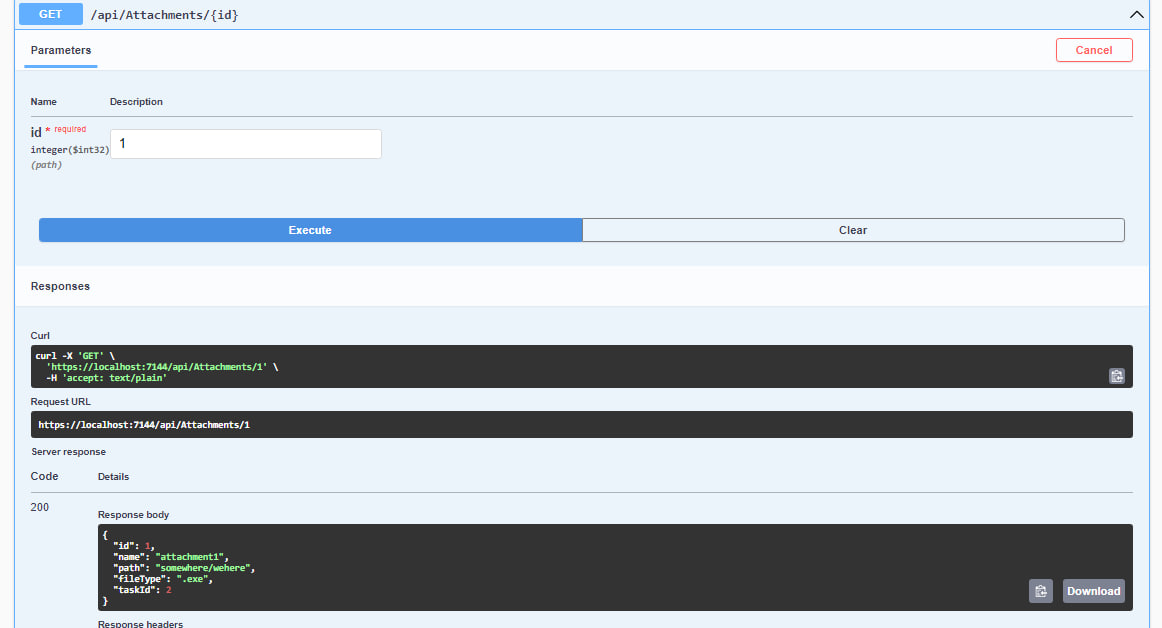 GET /api/Attachments/{id}
Parameters
Cancel
Name Description
id * required
integer($int32)
(path)
1
Execute Clear
Responses
Curl
curl -X 'GET' \
'https://localhost:7144/api/Attachments/1' \
-H 'accept: text/plain'
Request URL
https://localhost:7144/api/Attachments/1
Server response
Code Details
200
Response body
{
"id": 1,
"name": "attachment1",
"path": "somewhere/wehere",
"fileType": ".exe",
"taskId": 2
}
Download
Response headers